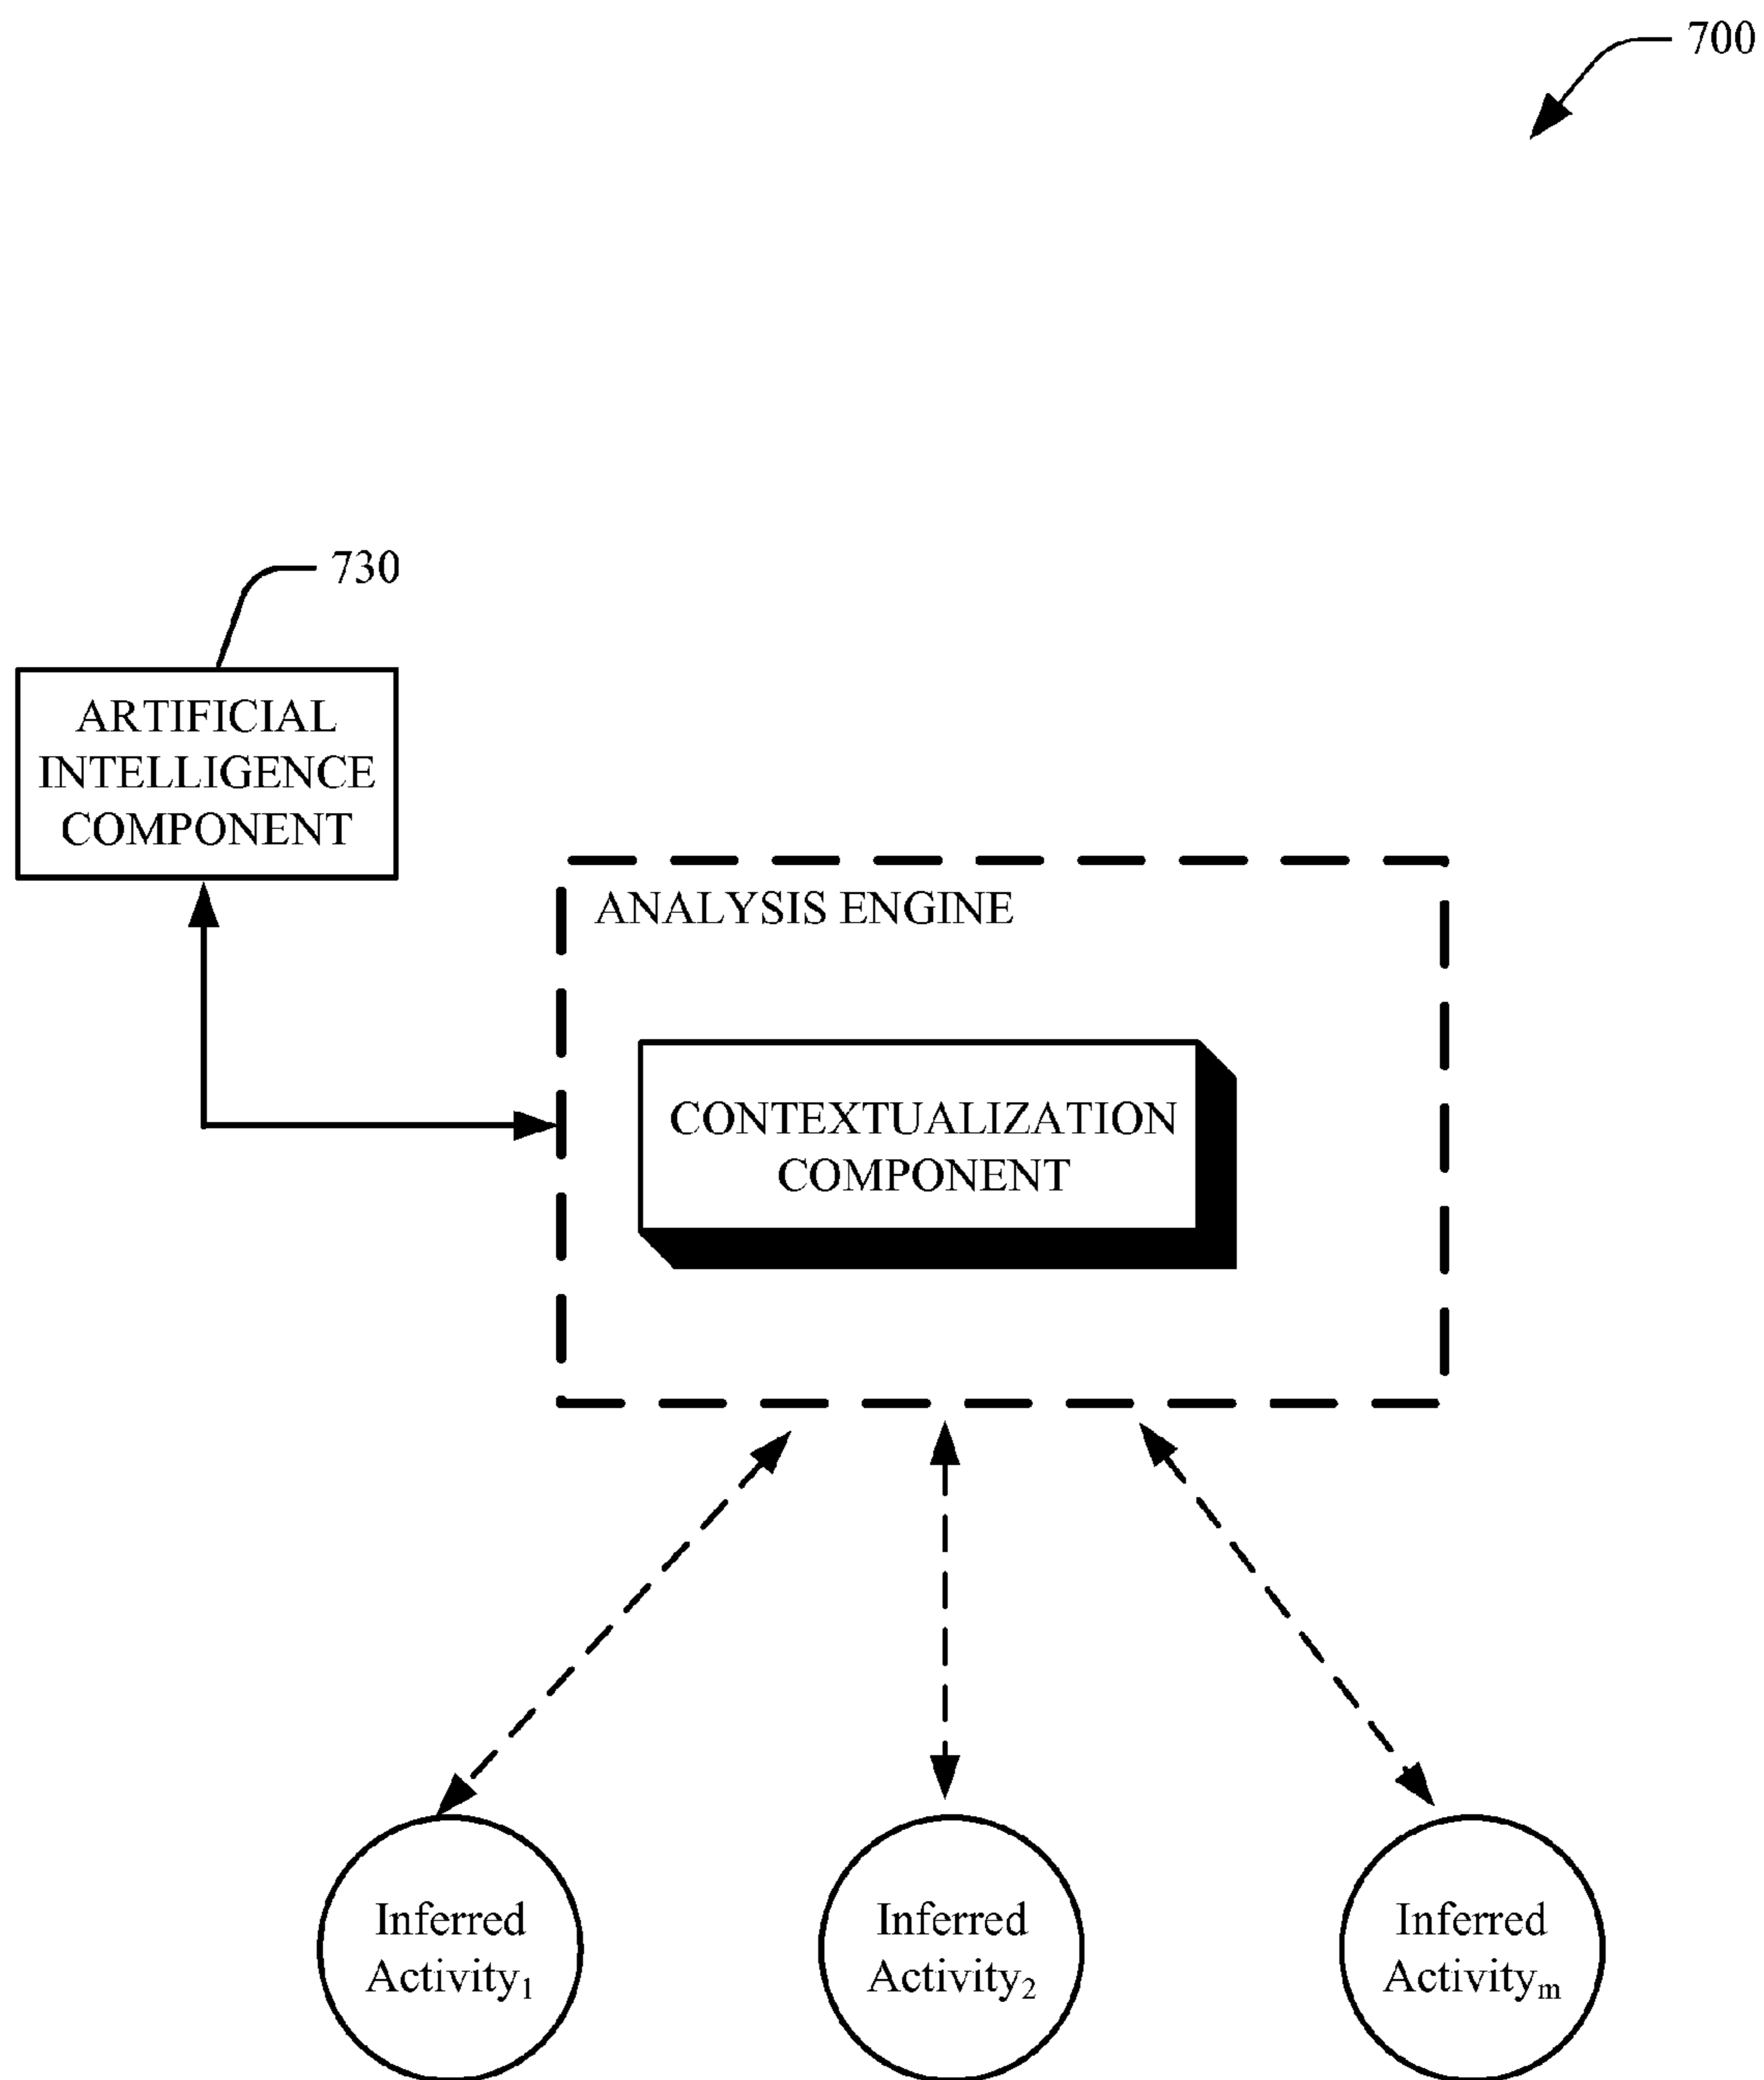 700
730
ARTIFICIAL
INTELLIGENCE
COMPONENT
ANALYSIS ENGINE
CONTEXTUALIZATION
COMPONENT
Inferred
Activity₁
Inferred
Activity₂
Inferred
Activityₘ